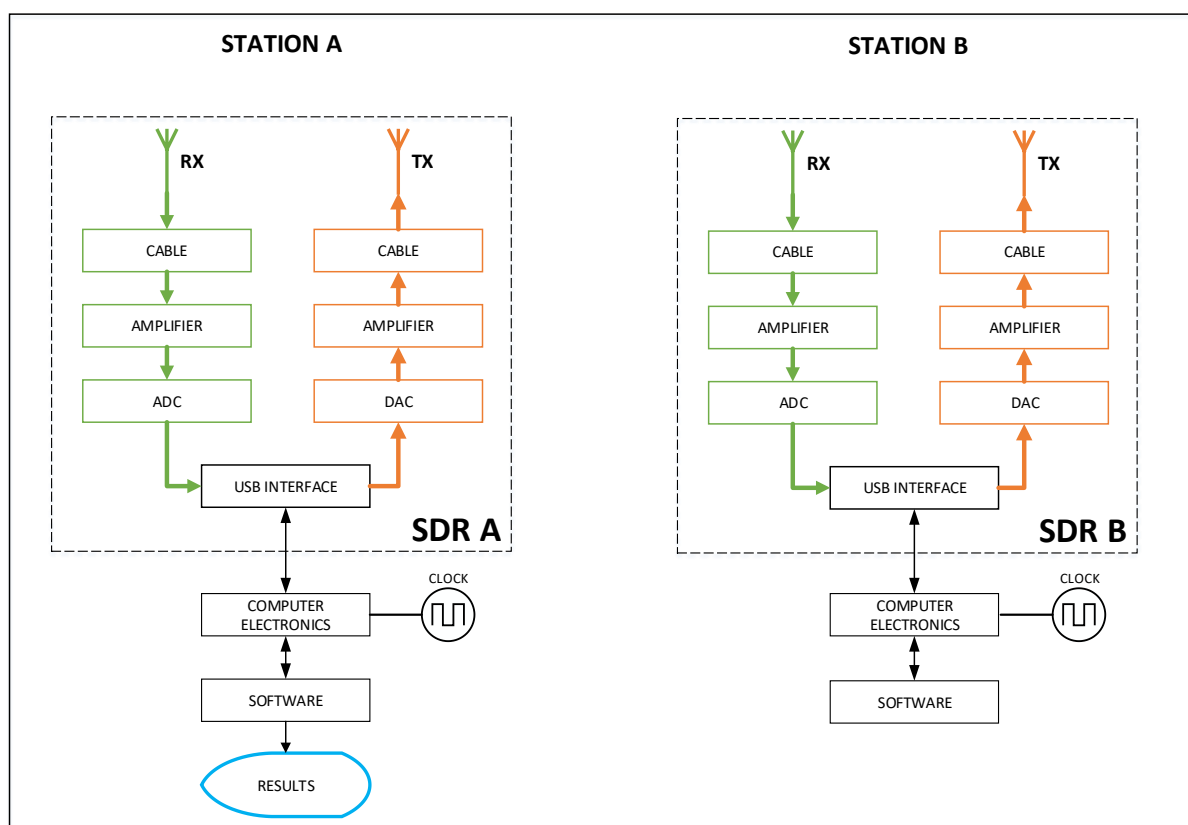 STATION A
RX
TX
CABLE
CABLE
AMPLIFIER
AMPLIFIER
ADC
DAC
USB INTERFACE
SDR A
CLOCK
COMPUTER
ELECTRONICS
SOFTWARE
RESULTS
STATION B
RX
TX
CABLE
CABLE
AMPLIFIER
AMPLIFIER
ADC
DAC
USB INTERFACE
SDR B
CLOCK
COMPUTER
ELECTRONICS
SOFTWARE